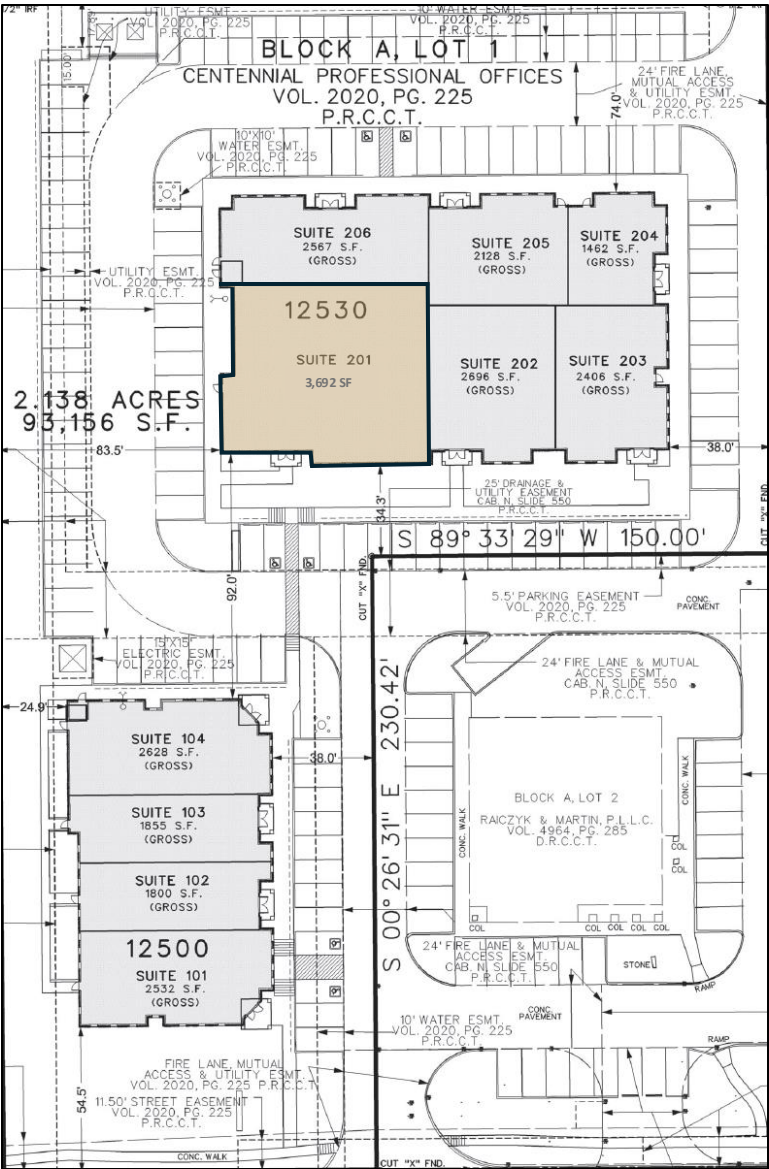 1/2" IRF
UTILITY ESMT.
VOL. 2020, PG. 225
P.R.C.C.T.
10' WATER ESMT.
VOL. 2020, PG. 225
P.R.C.C.T.
15.00'
BLOCK A, LOT 1
CENTENNIAL PROFESSIONAL OFFICES
VOL. 2020, PG. 225
P.R.C.C.T.
24' FIRE LANE,
MUTUAL ACCESS
& UTILITY ESMT.
VOL. 2020, PG. 225
P.R.C.C.T.
74.0'
10'X10'
WATER ESMT.
VOL. 2020, PG. 225
P.R.C.C.T.
SUITE 206
2567 S.F.
(GROSS)
SUITE 205
2128 S.F.
(GROSS)
SUITE 204
1462 S.F.
(GROSS)
UTILITY ESMT.
VOL. 2020, PG. 225
P.R.C.C.T.
12530
SUITE 201
3,692 SF
SUITE 202
2696 S.F.
(GROSS)
SUITE 203
2406 S.F.
(GROSS)
2.138 ACRES
93,156 S.F.
83.5'
38.0'
25' DRAINAGE &
UTILITY EASEMENT
CAB. N, SLIDE 550
P.R.C.C.T.
34.3'
CUT "X" FND.
S 89° 33' 29" W 150.00'
92.0'
CUT "X" FND.
5.5' PARKING EASEMENT
VOL. 2020, PG. 225
P.R.C.C.T.
CONC.
PAVEMENT
15'X15'
ELECTRIC ESMT.
VOL. 2020, PG. 225
P.R.C.C.T.
24' FIRE LANE & MUTUAL
ACCESS ESMT.
CAB. N, SLIDE 550
P.R.C.C.T.
24.9'
SUITE 104
2628 S.F.
(GROSS)
38.0'
S 00° 26' 31" E 230.42'
SUITE 103
1855 S.F.
(GROSS)
BLOCK A, LOT 2
RAICZYK & MARTIN, P.L.L.C.
VOL. 4964, PG. 285
D.R.C.C.T.
CONC. WALK
CONC. WALK
COL
COL
SUITE 102
1800 S.F.
(GROSS)
COL
COL COL COL COL
12500
SUITE 101
2532 S.F.
(GROSS)
24' FIRE LANE & MUTUAL
ACCESS ESMT.
CAB. N, SLIDE 550
P.R.C.C.T.
STONE
RAMP
10' WATER ESMT.
VOL. 2020, PG. 225
P.R.C.C.T.
CONC.
PAVEMENT
RAMP
FIRE LANE, MUTUAL
ACCESS & UTILITY ESMT.
VOL. 2020, PG. 225 P.R.C.C.T.
54.5'
11.50' STREET EASEMENT
VOL. 2020, PG. 225
P.R.C.C.T.
CONC. WALK
CUT "X" FND.